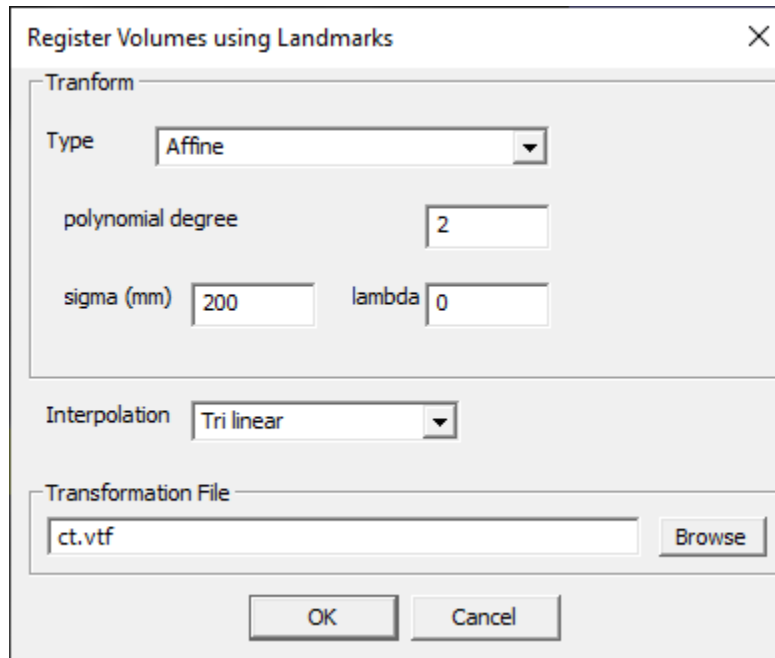 Register Volumes using Landmarks
Tranform
Type Affine
polynomial degree 2
sigma (mm) 200 lambda 0
Interpolation Tri linear
Transformation File
ct.vtf Browse
OK Cancel